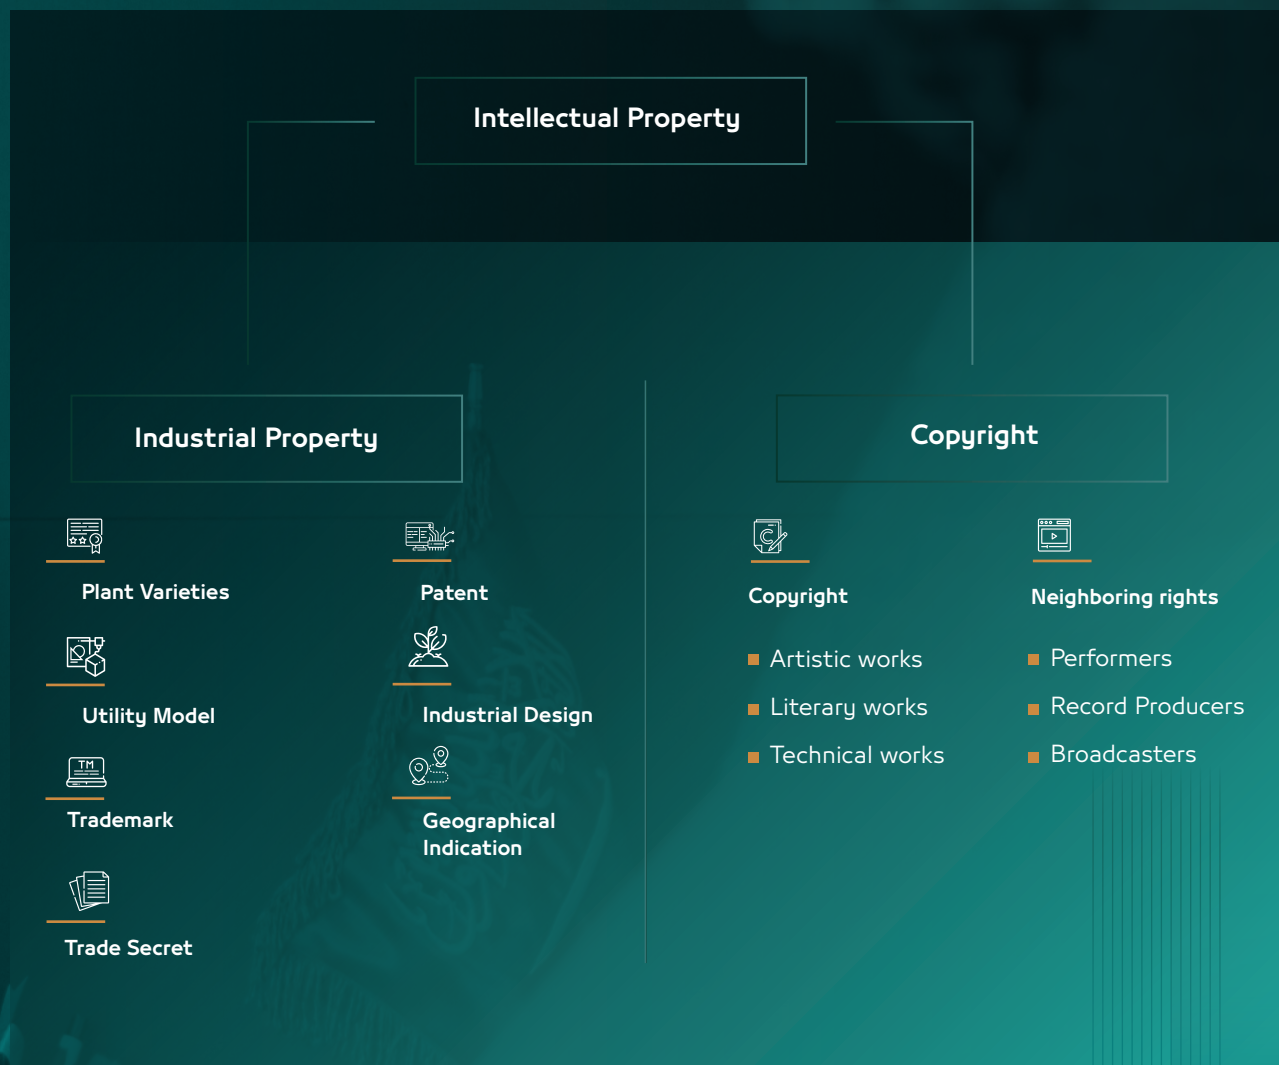 Intellectual Property
Industrial Property
Copyright
Plant Varieties
Patent
Utility Model
Industrial Design
TM
Trademark
Geographical
Indication
Trade Secret
C
Copyright
Artistic works
Literary works
Technical works
Neighboring rights
Performers
Record Producers
Broadcasters